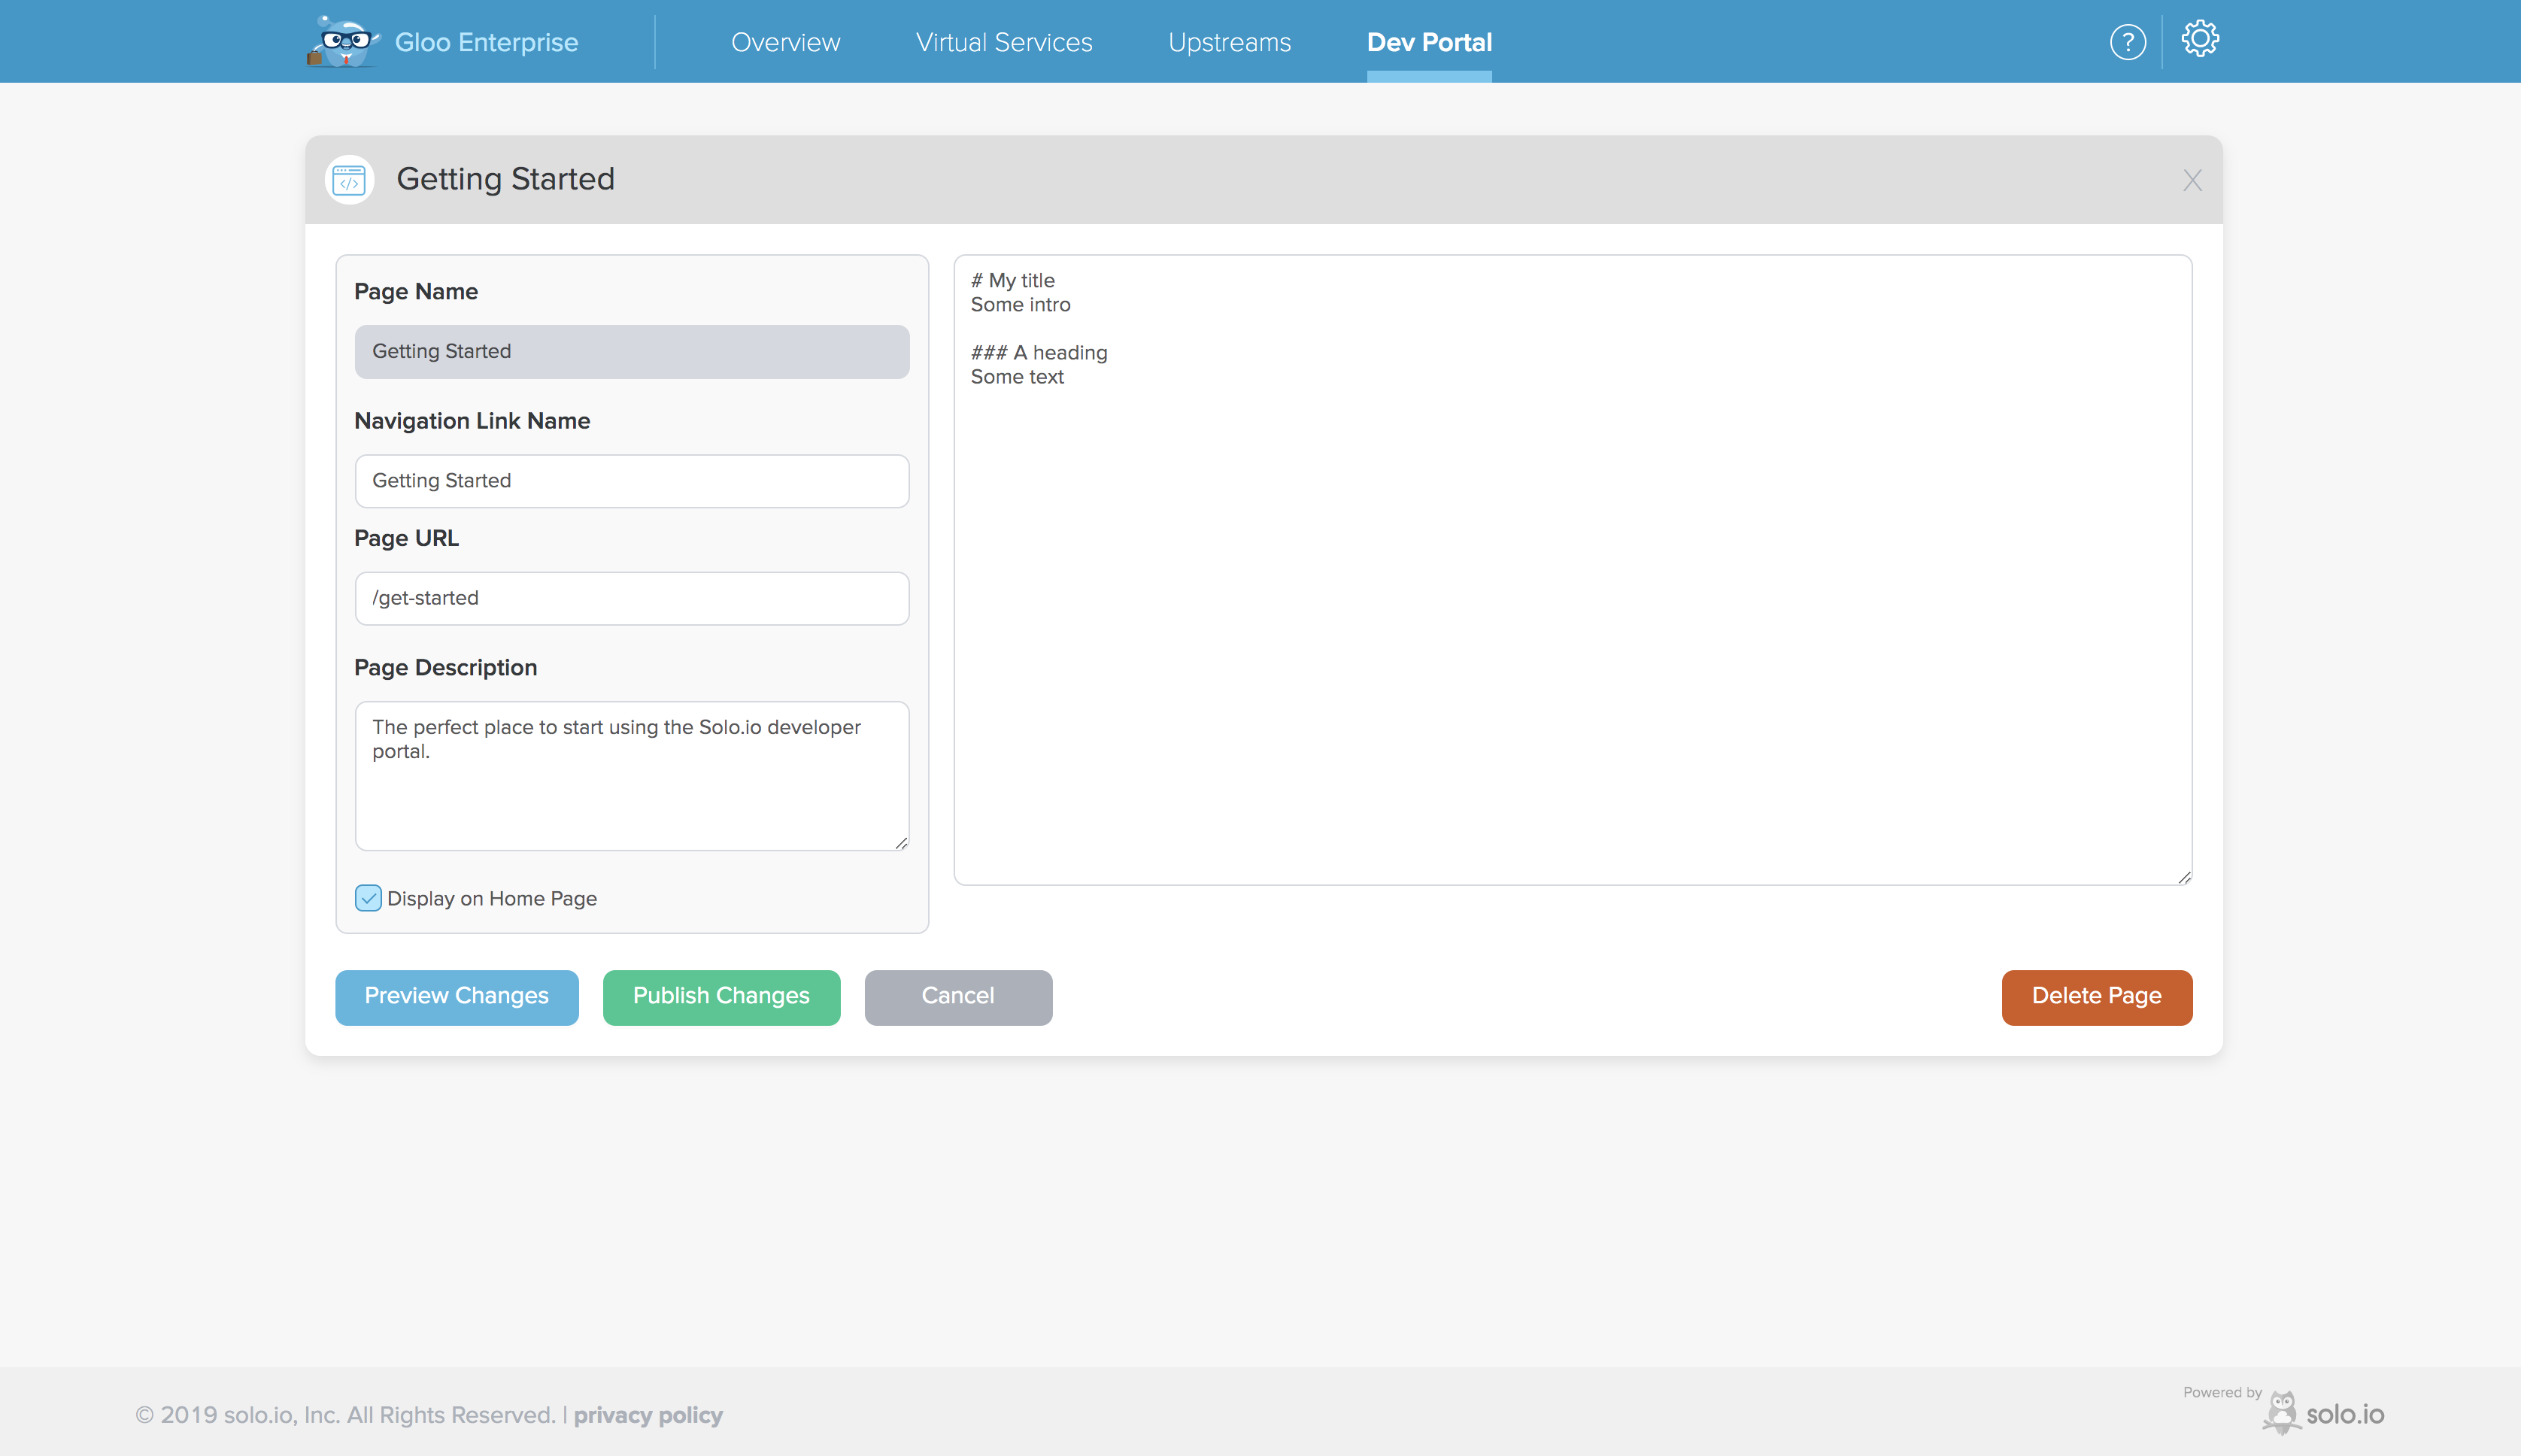 Gloo Enterprise
Overview
Virtual Services
Upstreams
Dev Portal
?
Getting Started
X
Page Name
Getting Started
Navigation Link Name
Getting Started
Page URL
/get-started
Page Description
The perfect place to start using the Solo.io developer
portal.
Display on Home Page
# My title
Some intro
### A heading
Some text
Preview Changes
Publish Changes
Cancel
Delete Page
© 2019 solo.io, Inc. All Rights Reserved. | privacy policy
Powered by
solo.io